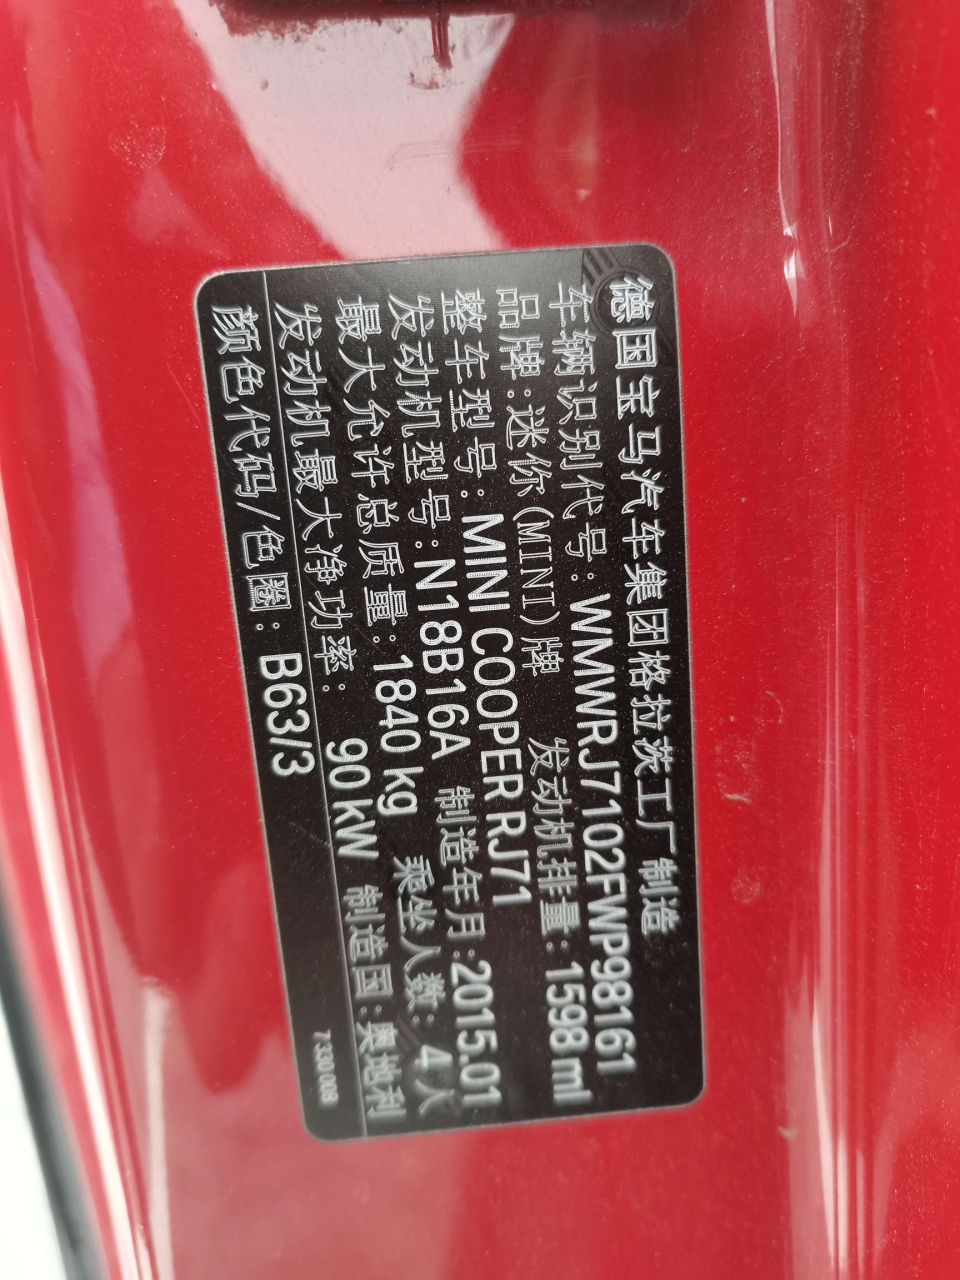 德国宝马汽车集团格拉茨工厂 制造
车辆识别代号:WMWRJ7102FWP98161
品牌:迷你(MINI)牌 发动机排量:1598 ml
整车型号:MINI COOPER RJ71
发动机型号:N18B16A 制造年月:2015.01
最大允许总质量:1840 kg 乘坐人数:4人
发动机最大净功率: 90 kW 制造国:奥地利
颜色代码/色圈: B63/3
7 330 008